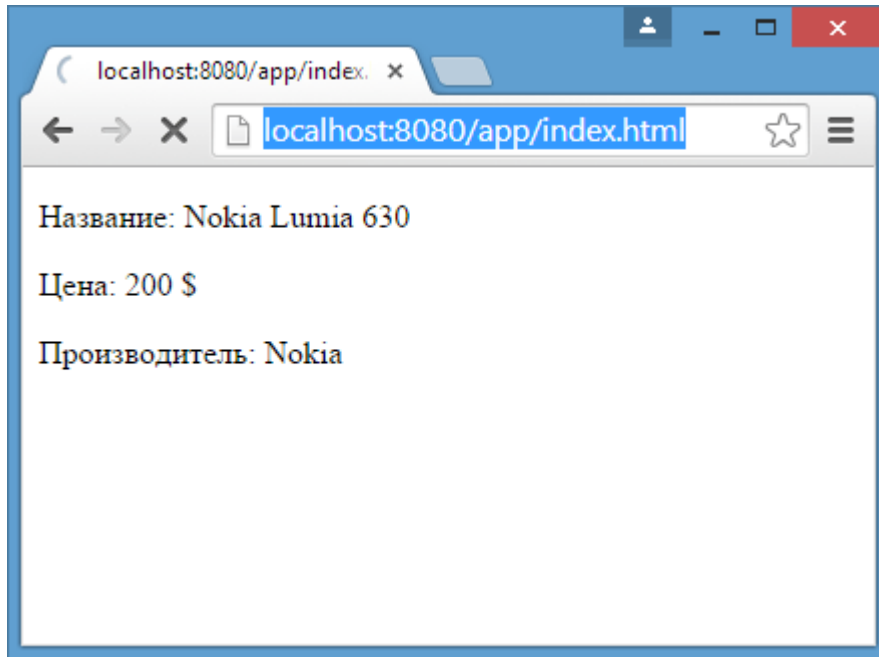 localhost:8080/app/index.
localhost:8080/app/index.html
Название: Nokia Lumia 630
Цена: 200 $
Производитель: Nokia